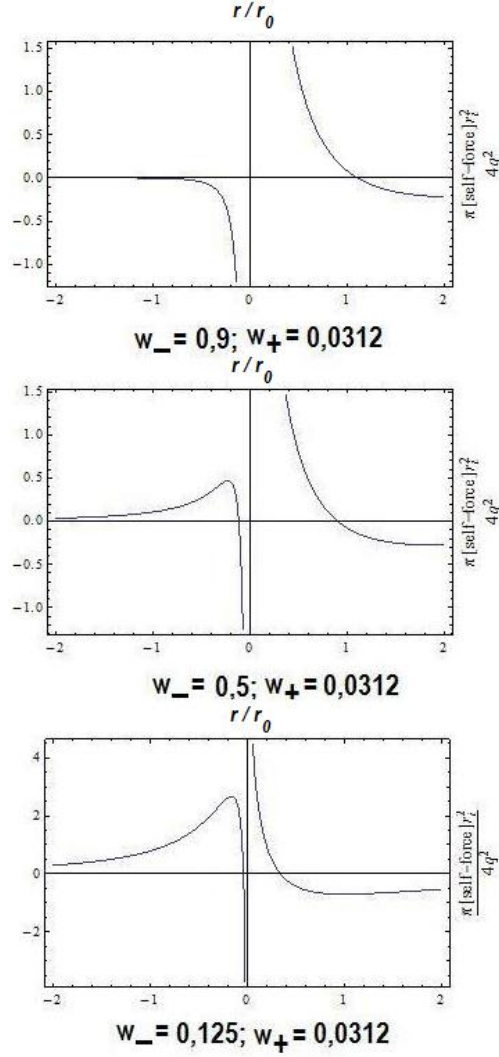 r/r₀
1.5
1.0
0.5
0.0
−0.5
−1.0
−2 −1 0 1 2
π [self-force] rᵢ²
4q²
w₋ = 0,9; w₊ = 0,0312
r/r₀
1.5
1.0
0.5
0.0
−0.5
−1.0
−2 −1 0 1 2
π [self-force] rᵢ²
4q²
w₋ = 0,5; w₊ = 0,0312
r/r₀
4
2
0
−2
−2 −1 0 1 2
π [self-force] rᵢ²
4q²
w₋ = 0,125; w₊ = 0,0312